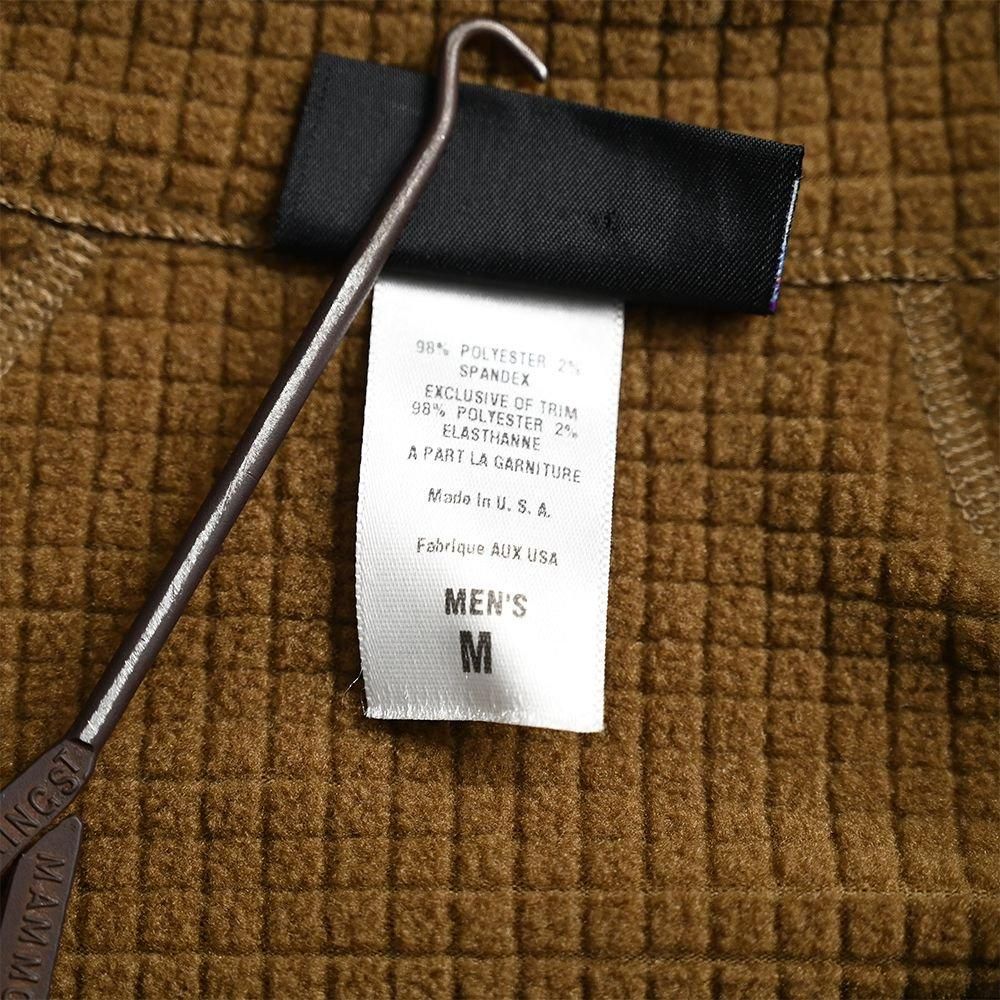 98% POLYESTER 2%
SPANDEX
EXCLUSIVE OF TRIM
98% POLYESTER 2%
ELASTHANNE
A PART LA GARNITURE
Made in U. S. A.
Fabrique AUX USA
MEN'S
M